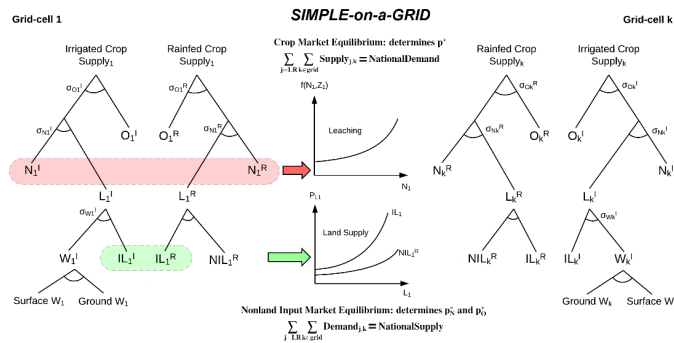 SIMPLE-on-a-GRID
Grid-cell 1
Grid-cell k
Irrigated Crop
Supply₁
Rainfed Crop
Supply₁
Crop Market Equilibrium: determines p*
∑ ∑ Supply j,k = NationalDemand
j=I,R k∈grid
Rainfed Crop
Supplyₖ
Irrigated Crop
Supplyₖ
σO1ᴵ
σO1ᴿ
σOkᴿ
σOkᴵ
f(N₁,Z₁)
σN1ᴵ
O₁ᴵ
σN1ᴿ
O₁ᴿ
Leaching
σNkᴿ
Oₖᴿ
Oₖᴵ
σNkᴵ
N₁ᴵ
N₁ᴿ
N₁
Nₖᴿ
Nₖᴵ
L₁ᴵ
L₁ᴿ
P_L1
Lₖᴿ
Lₖᴵ
σW1ᴵ
IL₁
σWkᴵ
Land Supply
W₁ᴵ
IL₁ᴵ
IL₁ᴿ
NIL₁ᴿ
NIL₁ᴿ
NILₖᴿ
ILₖᴿ
ILₖᴵ
Wₖᴵ
L₁
Surface W₁
Ground W₁
Ground Wₖ
Surface W
Nonland Input Market Equilibrium: determines p*N and p*O
∑ ∑ Demand j,k = NationalSupply
j I,R k∈grid